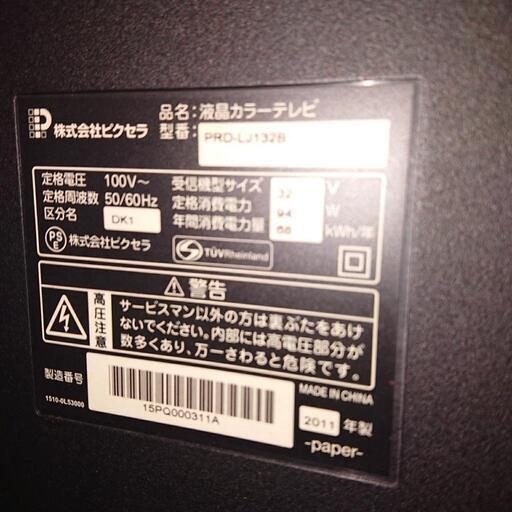 株式会社ピクセラ
品名：液晶カラーテレビ
型番：PRD-LJ132B
定格電圧 100V～
定格周波数 50/60Hz
区分名 DK1
PSE 株式会社ピクセラ
受信機型サイズ 32 V
定格消費電力 94 W
年間消費電力量 68 kWh/年
TÜVRheinland
警告
高圧注意
サービスマン以外の方は裏ぶたをあけ
ないでください。内部には高電圧部分が
数多くあり、万一さわると危険です。
製造番号
1510-0L53000
15PQ000311A
MADE IN CHINA
2011 年製
-paper-